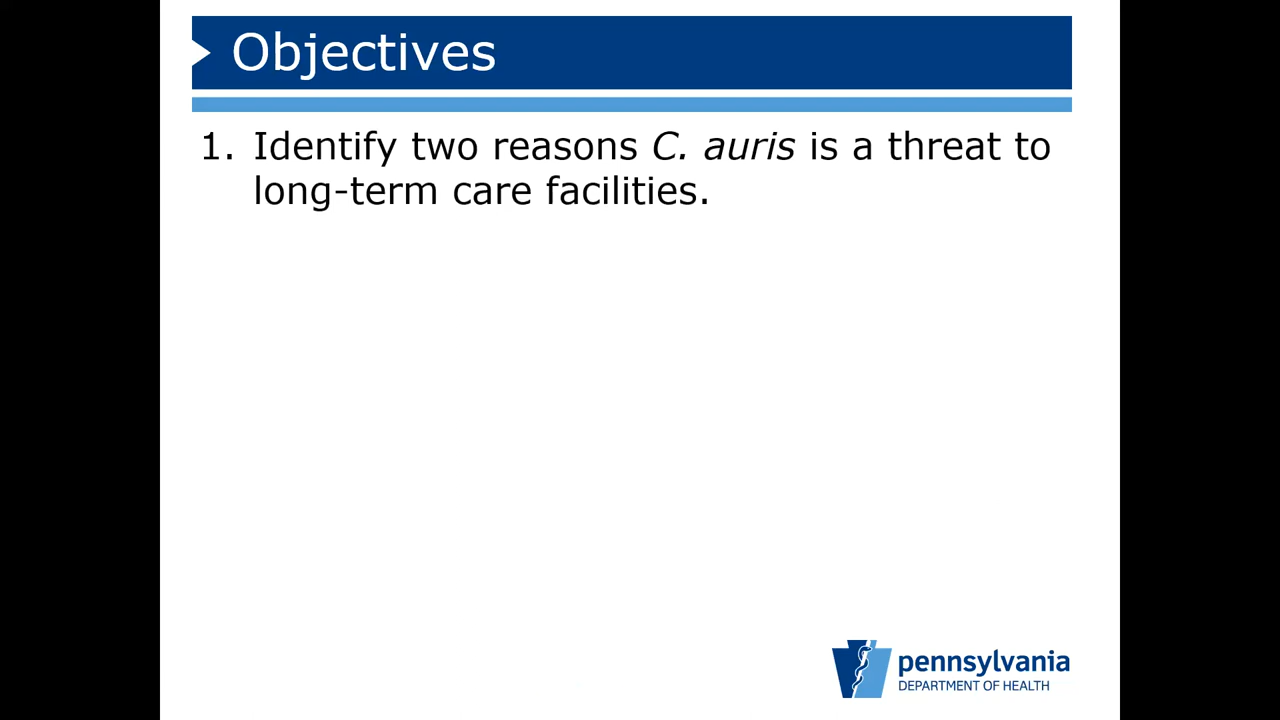 Objectives
1. Identify two reasons C. auris is a threat to
long-term care facilities.
pennsylvania
DEPARTMENT OF HEALTH